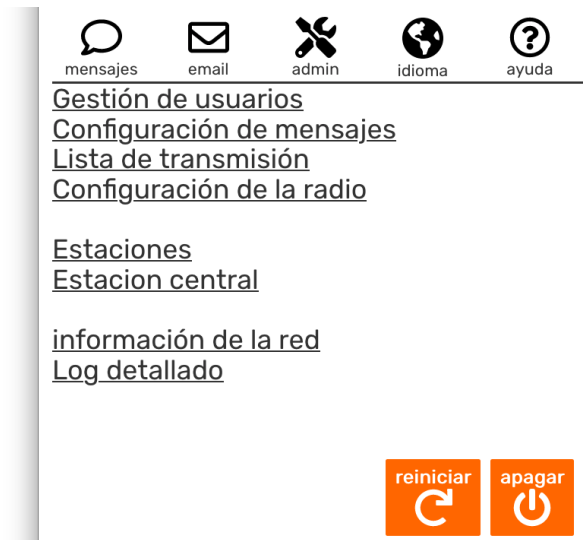 mensajes email admin idioma ayuda
Gestión de usuarios
Configuración de mensajes
Lista de transmisión
Configuración de la radio
Estaciones
Estacion central
información de la red
Log detallado
reiniciar apagar